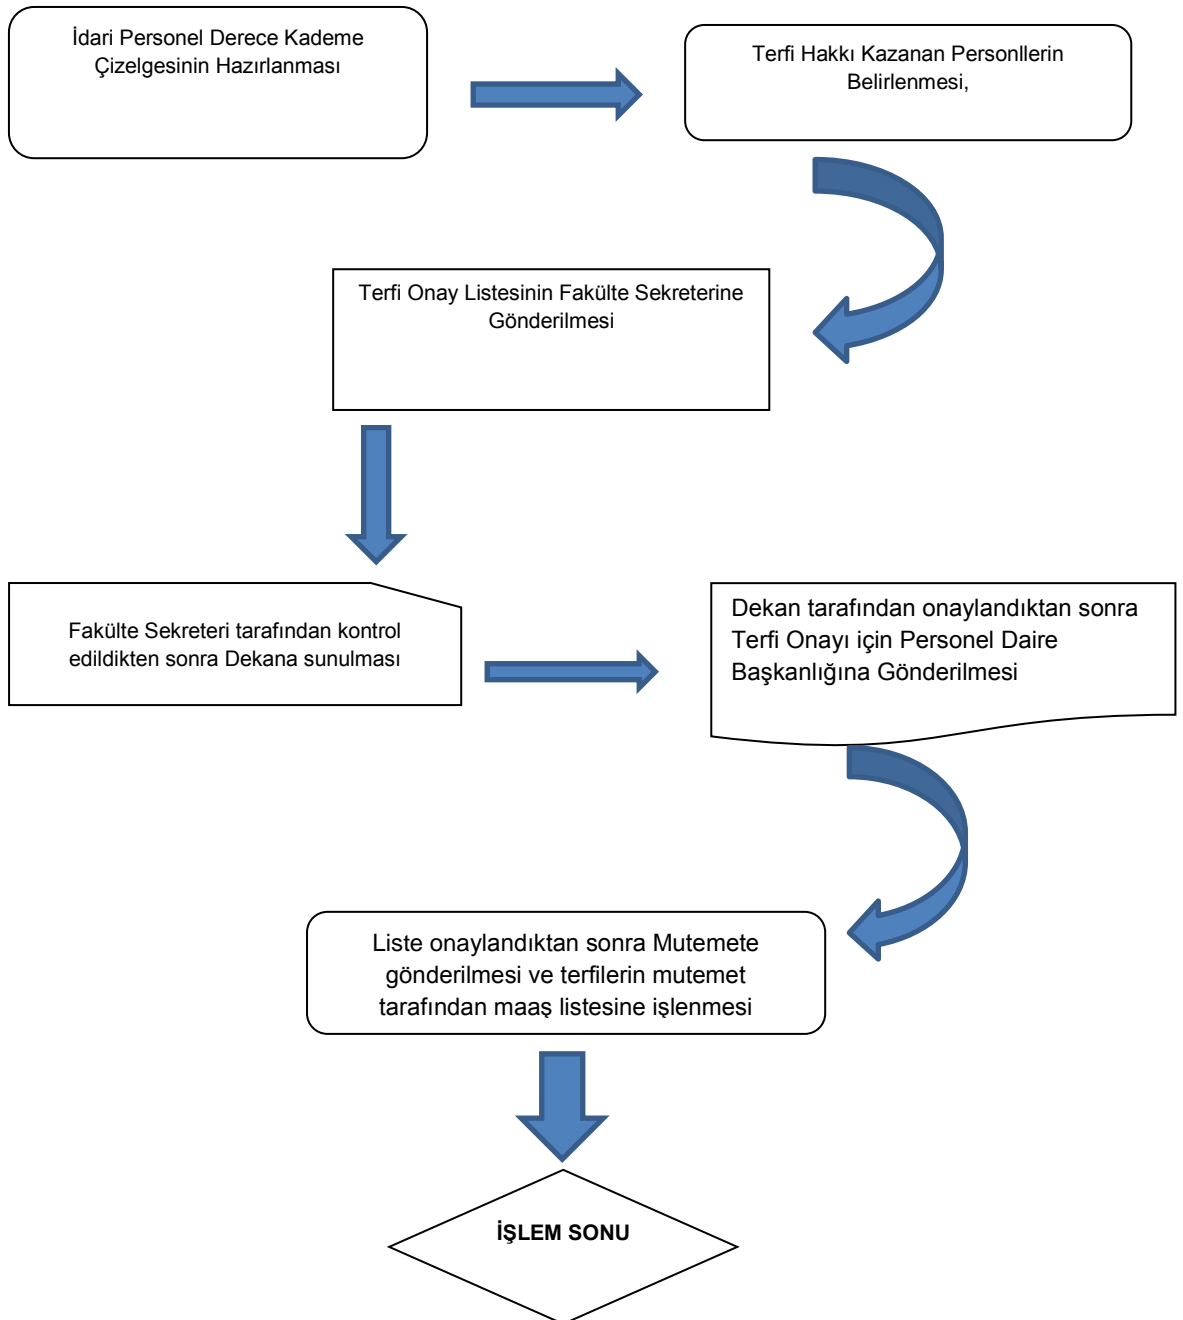 İdari Personel Derece Kademe
Çizelgesinin Hazırlanması
Terfi Hakkı Kazanan Personllerin
Belirlenmesi,
Terfi Onay Listesinin Fakülte Sekreterine
Gönderilmesi
Fakülte Sekreteri tarafından kontrol
edildikten sonra Dekana sunulması
Dekan tarafından onaylandıktan sonra
Terfi Onayı için Personel Daire
Başkanlığına Gönderilmesi
Liste onaylandıktan sonra Mutemete
gönderilmesi ve terfilerin mutemet
tarafından maaş listesine işlenmesi
İŞLEM SONU